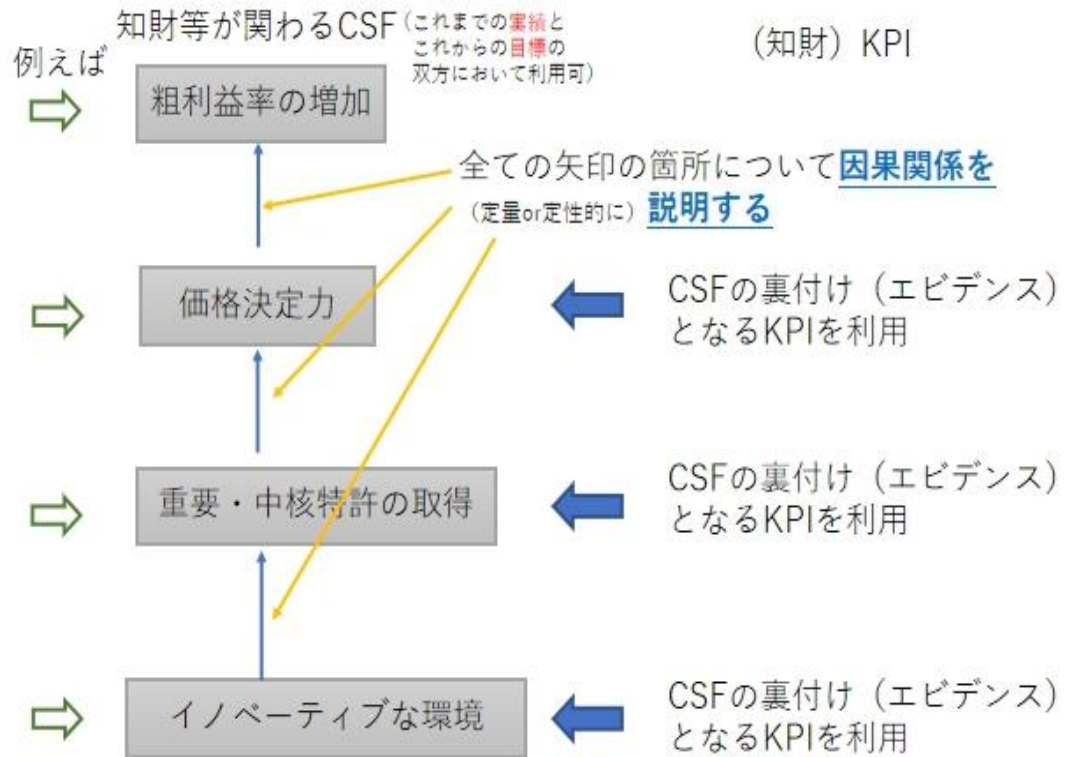 知財等が関わるCSF（これまでの実績と
これからの目標の
双方において利用可）
（知財）KPI
例えば
粗利益率の増加
全ての矢印の箇所について因果関係を
（定量or定性的に）説明する
価格決定力
CSFの裏付け（エビデンス）
となるKPIを利用
重要・中核特許の取得
CSFの裏付け（エビデンス）
となるKPIを利用
イノベーティブな環境
CSFの裏付け（エビデンス）
となるKPIを利用